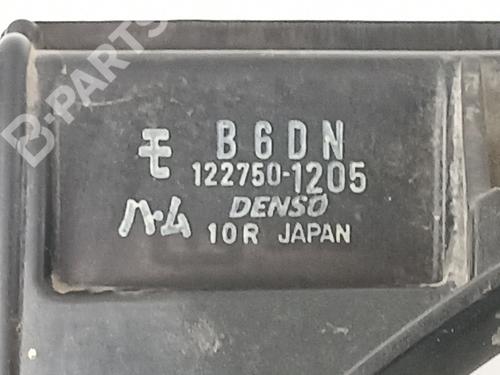 B-PARTS
モ B6DN
122750-1205
ハ・ム DENSO
10R JAPAN